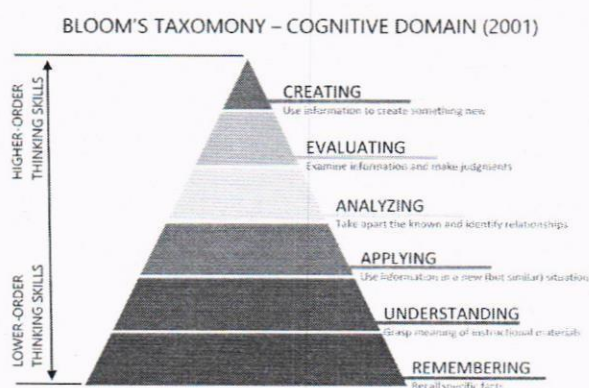 BLOOM'S TAXOMONY – COGNITIVE DOMAIN (2001)
HIGHER-ORDER
THINKING SKILLS
CREATING
Use information to create something new
EVALUATING
Examine information and make judgments
ANALYZING
Take apart the known and identify relationships
APPLYING
Use information in a new (but similar) situation
UNDERSTANDING
Grasp meaning of instructional materials
LOWER-ORDER
THINKING SKILLS
REMEMBERING
Recall specific facts